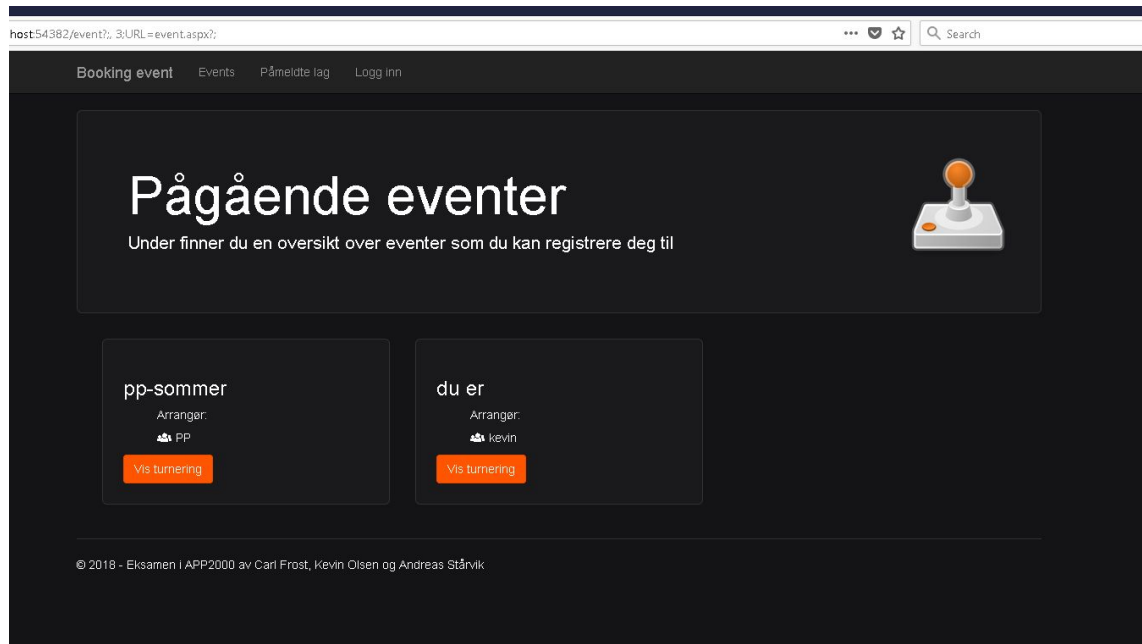 host:54382/event?;, 3;URL=event.aspx?;
Search
Booking event Events Påmeldte lag Logg inn
Pågående eventer
Under finner du en oversikt over eventer som du kan registrere deg til
pp-sommer
Arrangør:
PP
Vis turnering
du er
Arrangør:
kevin
Vis turnering
© 2018 - Eksamen i APP2000 av Carl Frost, Kevin Olsen og Andreas Stårvik